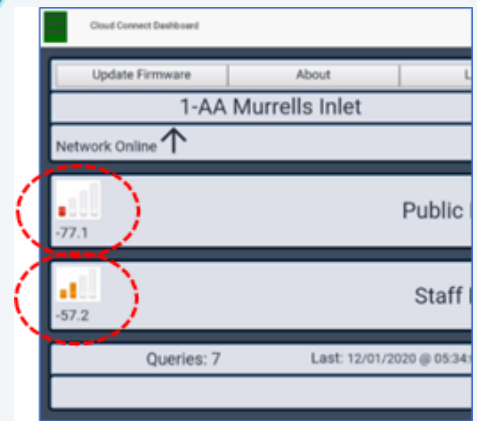 Cloud Connect Dashboard
Update Firmware About L
1-AA Murrells Inlet
Network Online
Public
-77.1
Staff
-57.2
Queries: 7 Last: 12/01/2020 @ 05:34: